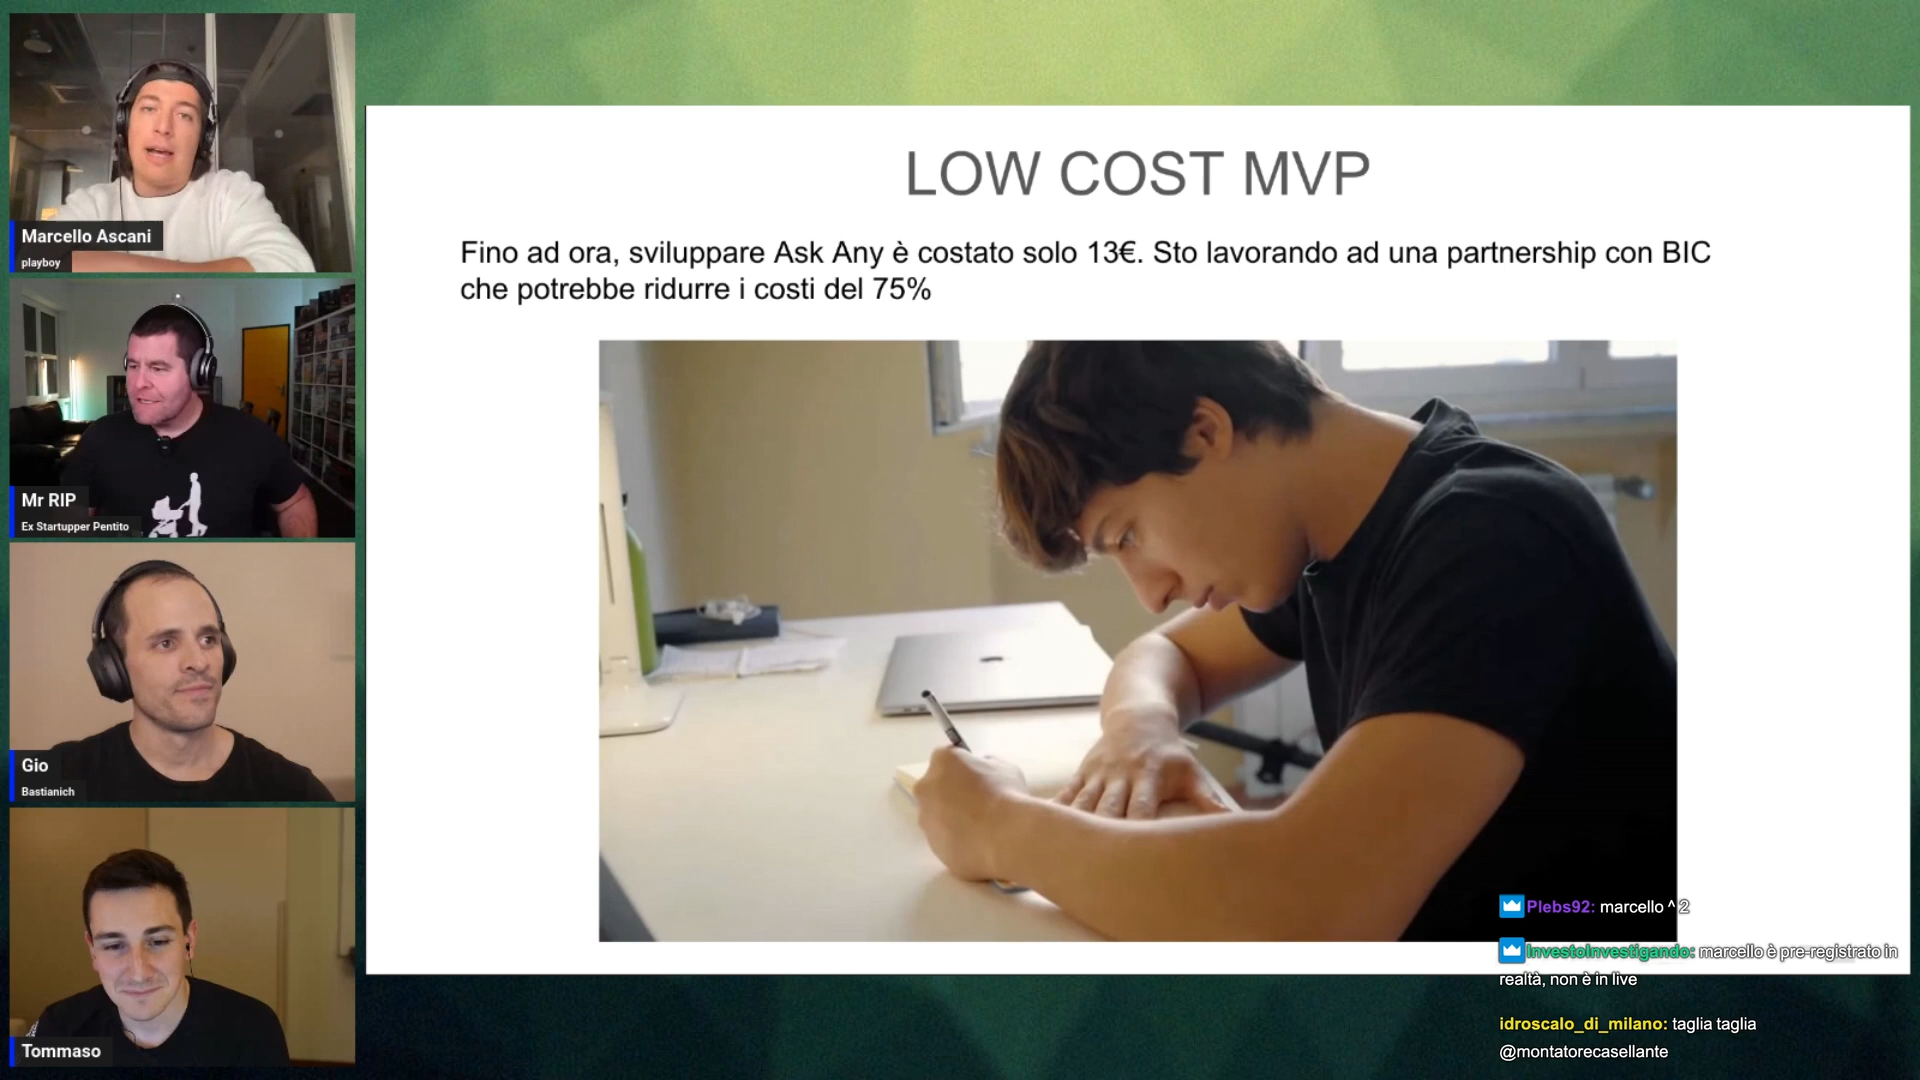 Marcello Ascani
playboy
Mr RIP
Ex Startupper Pentito
Gio
Bastianich
Tommaso
LOW COST MVP
Fino ad ora, sviluppare Ask Any è costato solo 13€. Sto lavorando ad una partnership con BIC
che potrebbe ridurre i costi del 75%
Plebs92: marcello ^ 2
InvestoInvestigando: marcello è pre-registrato in
realtà, non è in live
idroscalo_di_milano: taglia taglia
@montatorecasellante